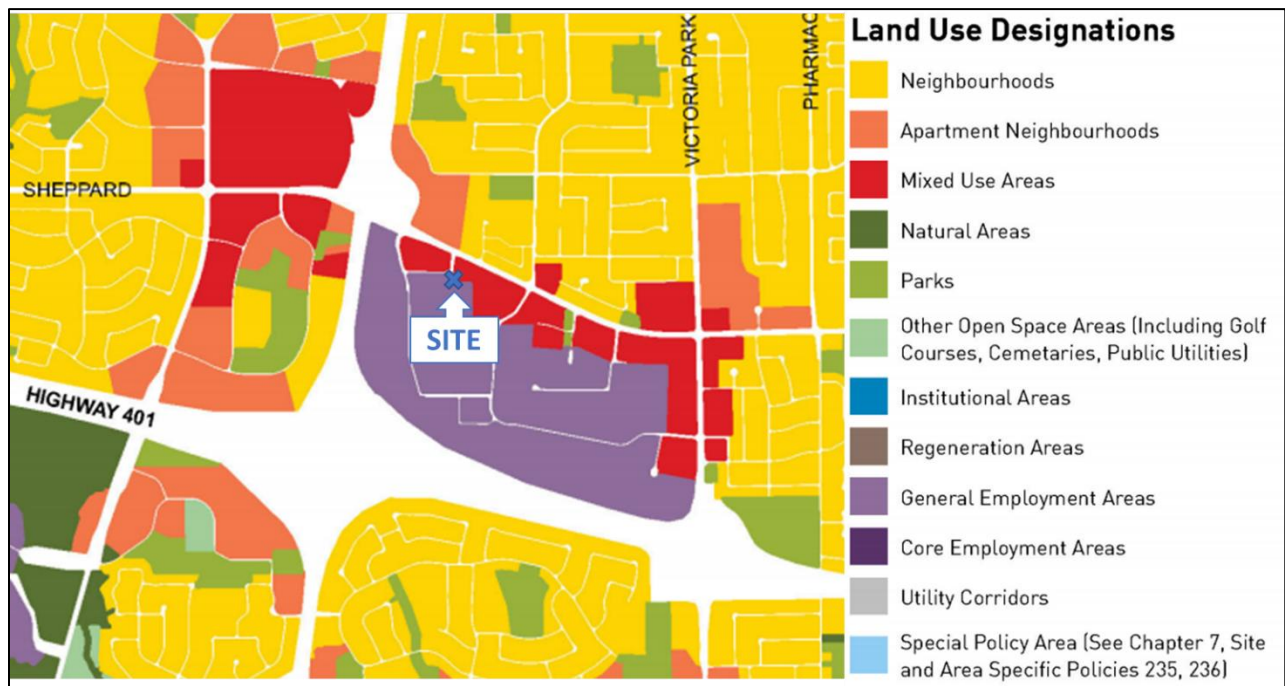 SHEPPARD
HIGHWAY 401
VICTORIA PARK
PHARMAC
SITE
Land Use Designations
Neighbourhoods
Apartment Neighbourhoods
Mixed Use Areas
Natural Areas
Parks
Other Open Space Areas (Including Golf
Courses, Cemetaries, Public Utilities)
Institutional Areas
Regeneration Areas
General Employment Areas
Core Employment Areas
Utility Corridors
Special Policy Area (See Chapter 7, Site
and Area Specific Policies 235, 236)